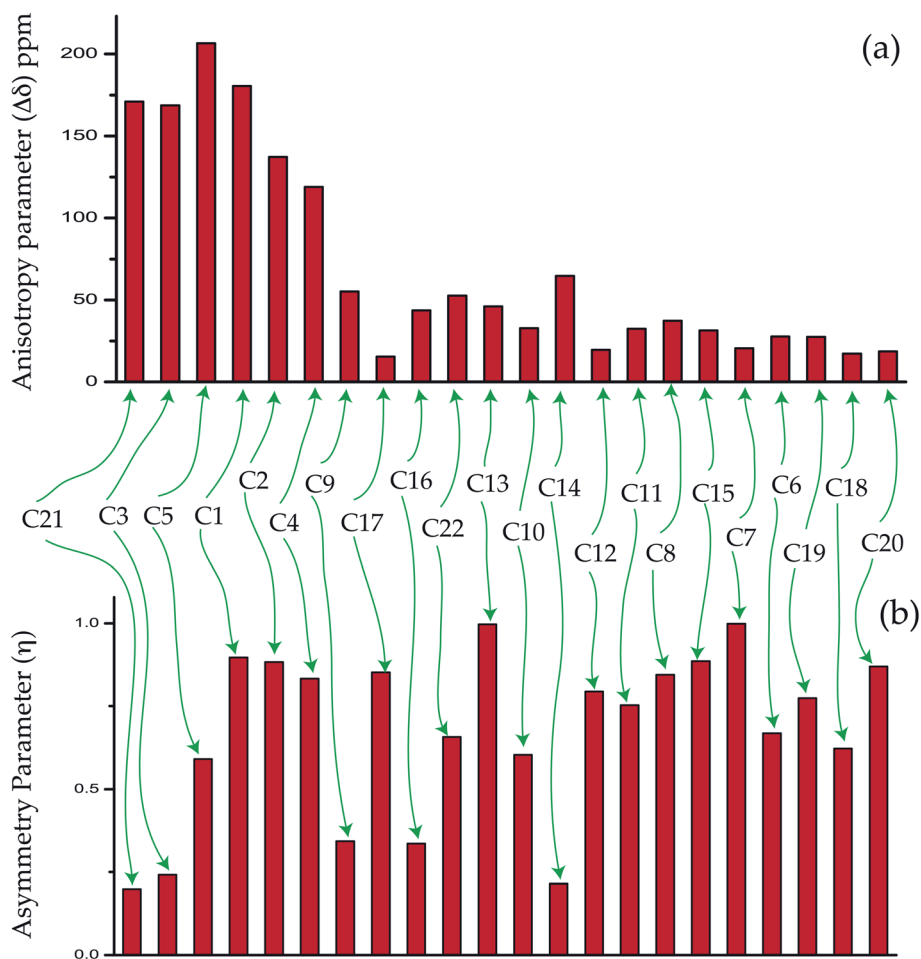 (a)
Anisotropy parameter (Δδ) ppm
200
150
100
50
0
C21
C3
C5
C1
C2
C4
C9
C17
C16
C22
C13
C10
C14
C12
C11
C8
C15
C7
C6
C19
C18
C20
(b)
Asymmetry Parameter (η)
1.0
0.5
0.0